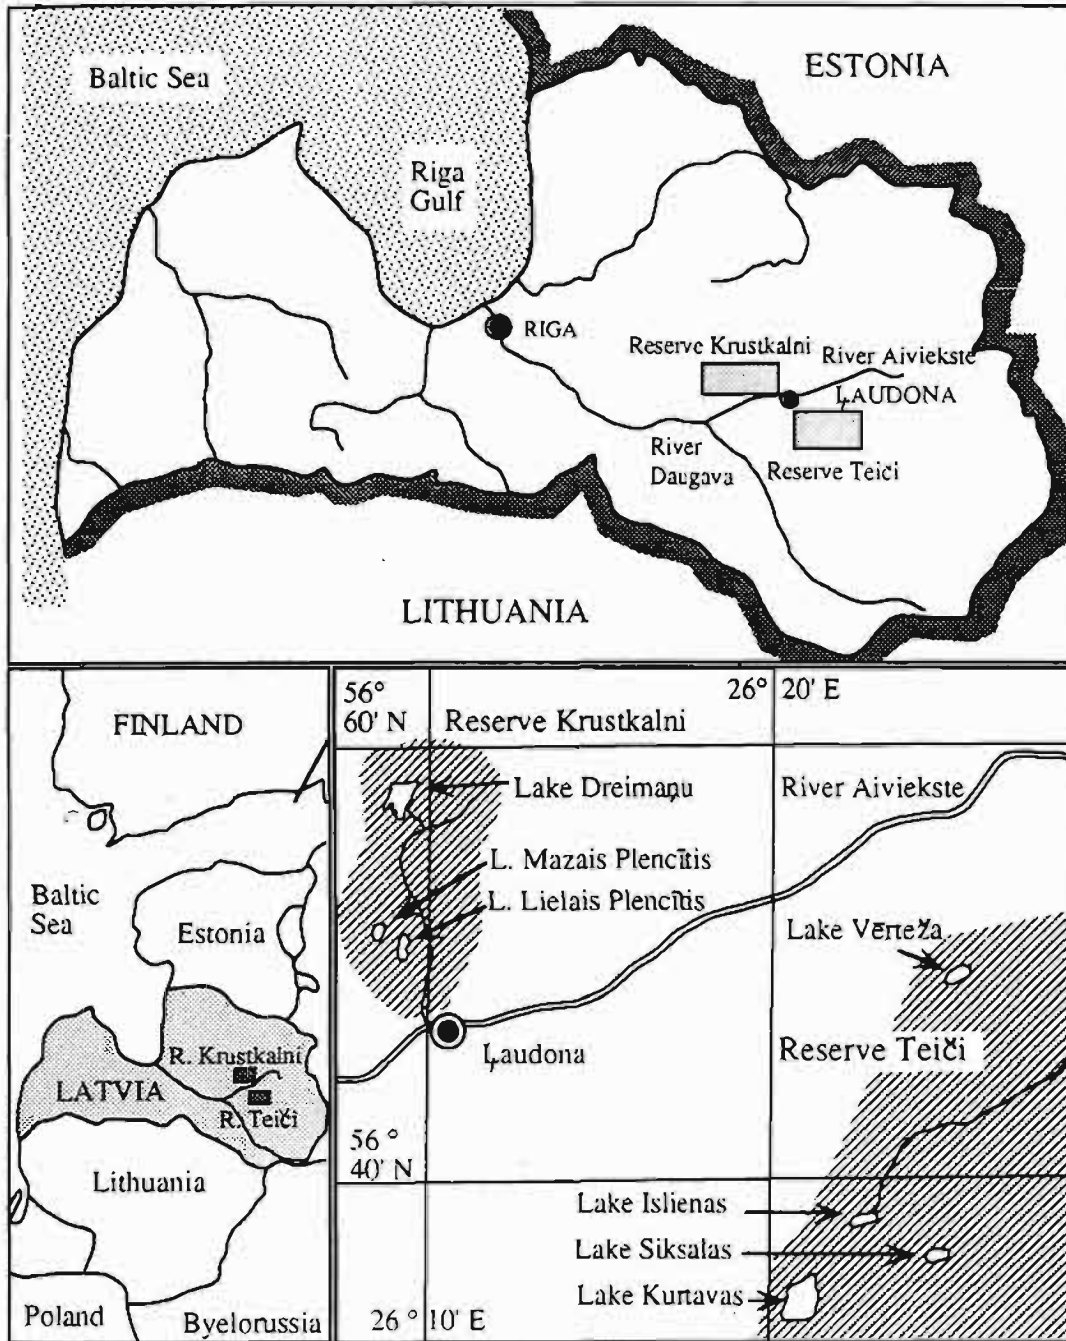 Baltic Sea
ESTONIA
Riga
Gulf
RIGA
Reserve Krustkalni
River Aiviekste
ĻAUDONA
River
Daugava
Reserve Teiči
LITHUANIA
FINLAND
Baltic
Sea
Estonia
R. Krustkalni
LATVIA
R. Teiči
Lithuania
Poland
Byelorussia
56°
60' N
Reserve Krustkalni
26° 20' E
Lake Dreimaņu
River Aiviekste
L. Mazais Plencītis
L. Lielais Plencītis
Lake Vērteža
Ļaudona
Reserve Teiči
56°
40' N
Lake Islienas
Lake Siksalas
Lake Kurtavas
26° 10' E